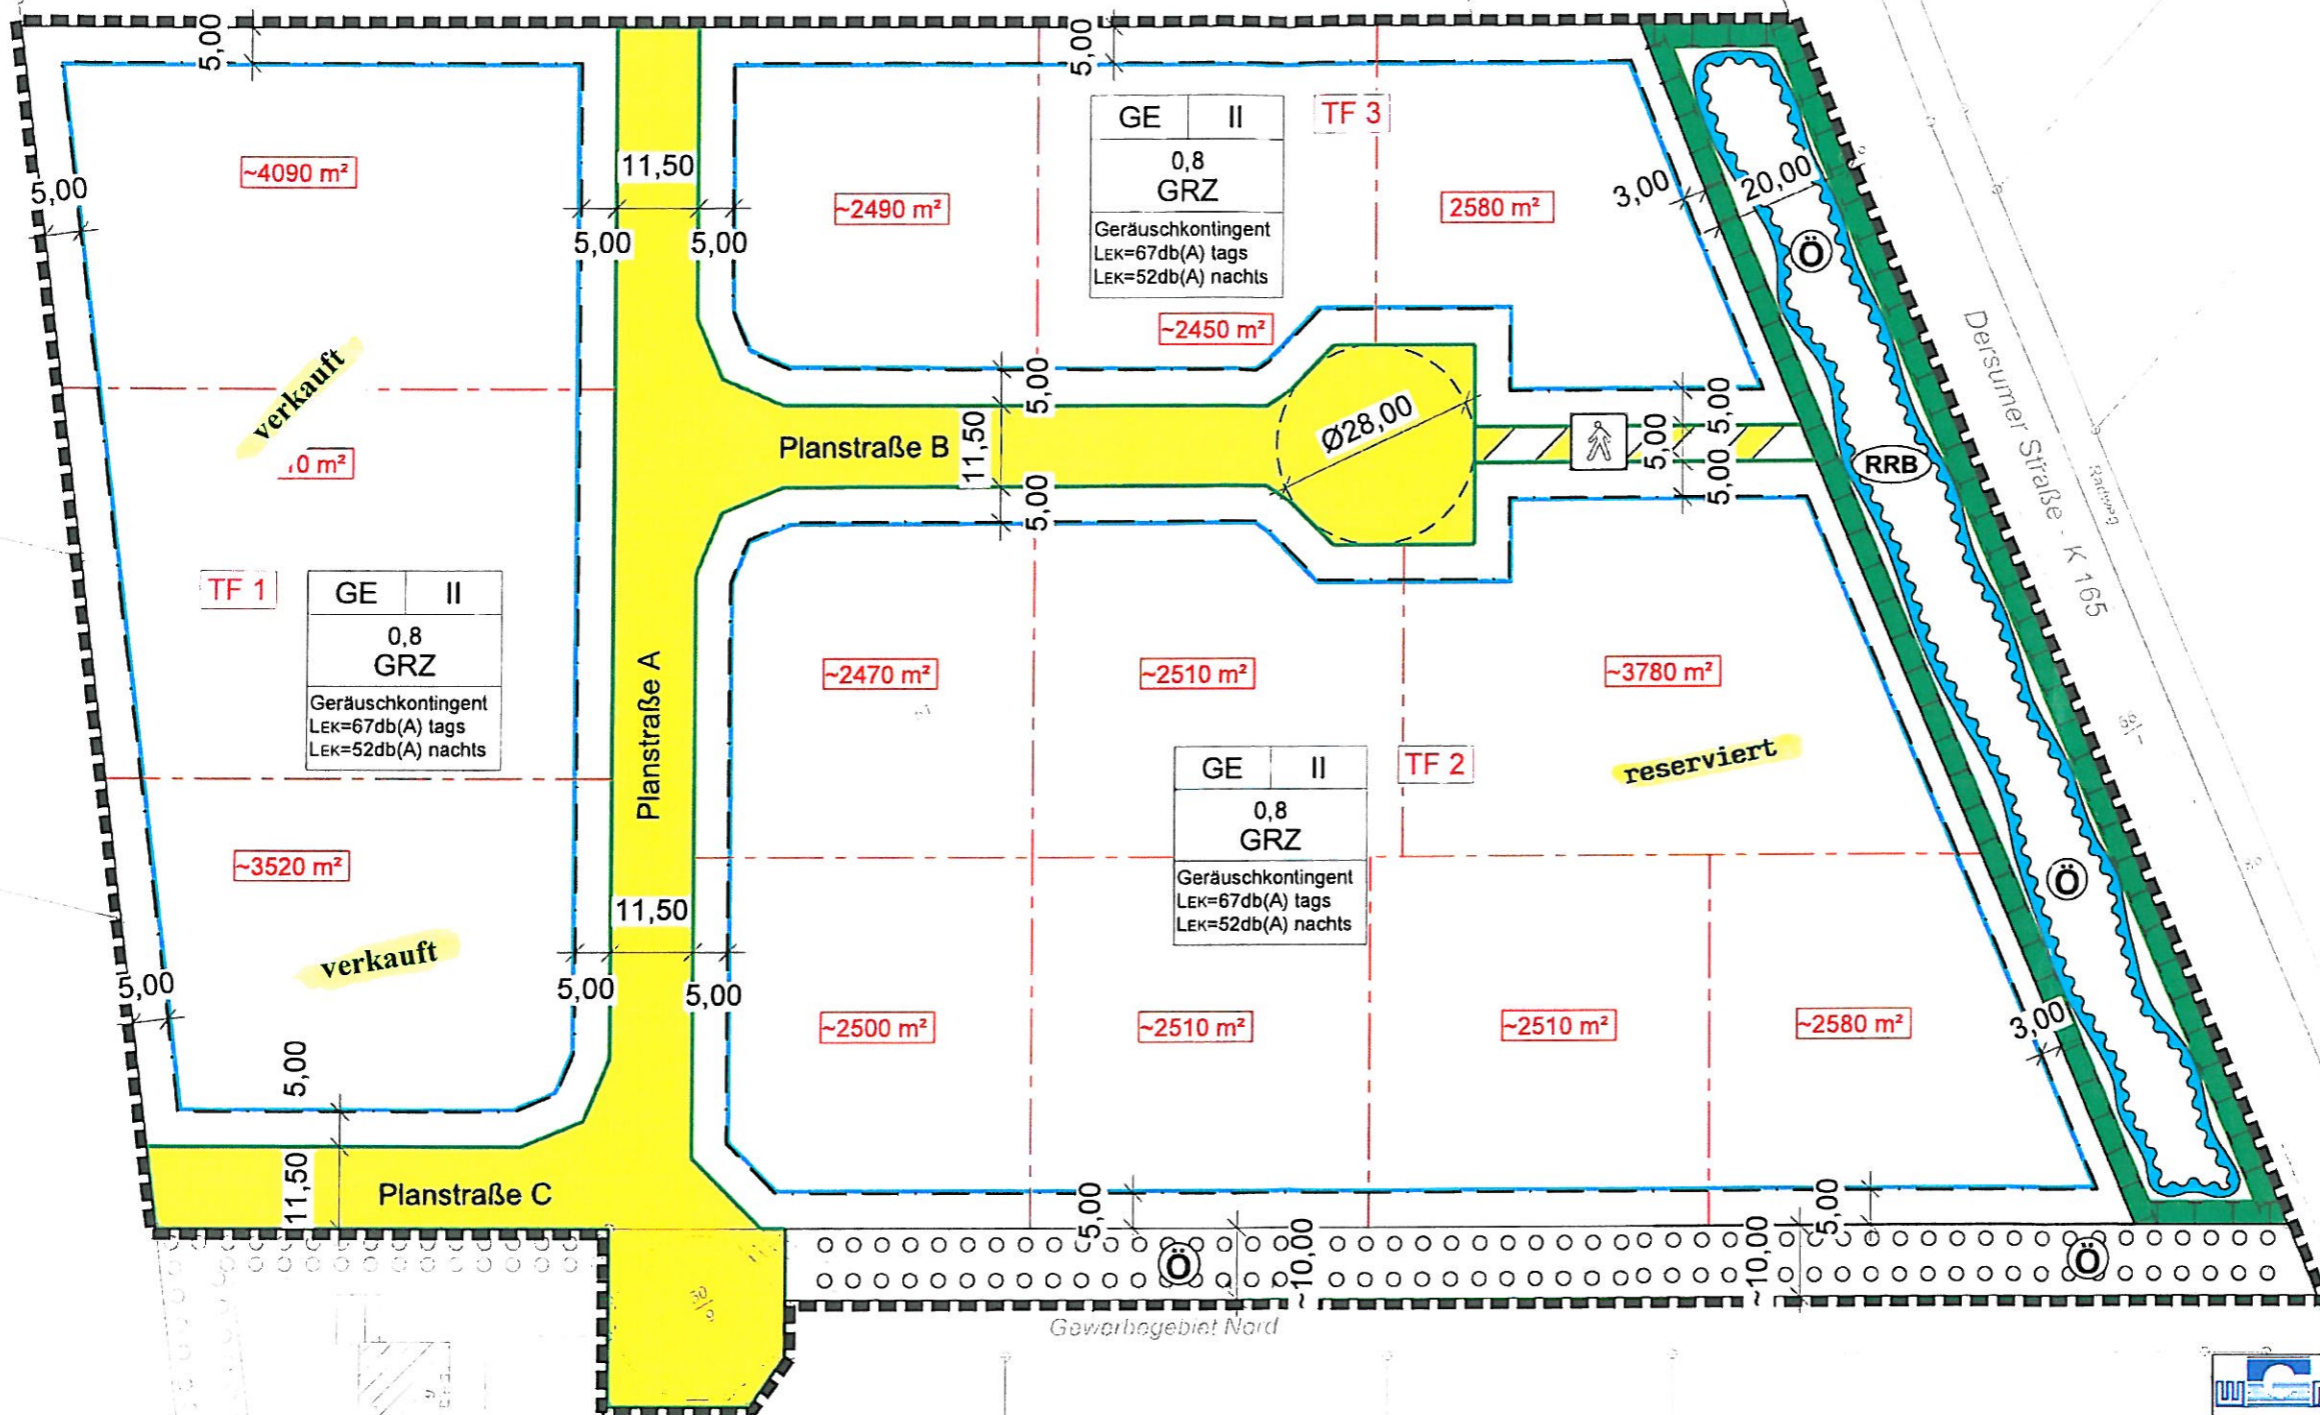 5,00
5,00
~4090 m²
11,50
GE II
TF 3
0,8
GRZ
Geräuschkontingent
LEK=67db(A) tags
LEK=52db(A) nachts
~2490 m²
2580 m²
3,00
20,00
Ö
5,00
5,00
5,00
~2450 m²
verkauft
0 m²
Planstraße B
11,50
5,00
5,00
Ø28,00
5,00
5,00
5,00
RRB
Dersumer Straße - K 165
Radweg
TF 1
GE II
0,8
GRZ
Geräuschkontingent
LEK=67db(A) tags
LEK=52db(A) nachts
Planstraße A
~2470 m²
~2510 m²
~3780 m²
reserviert
GE II
TF 2
0,8
GRZ
Geräuschkontingent
LEK=67db(A) tags
LEK=52db(A) nachts
~3520 m²
verkauft
11,50
5,00
5,00
5,00
Ö
~2500 m²
~2510 m²
~2510 m²
~2580 m²
3,00
5,00
11,50
Planstraße C
5,00
~10,00
Ö
5,00
~10,00
Ö
Gewerbegebiet Nord